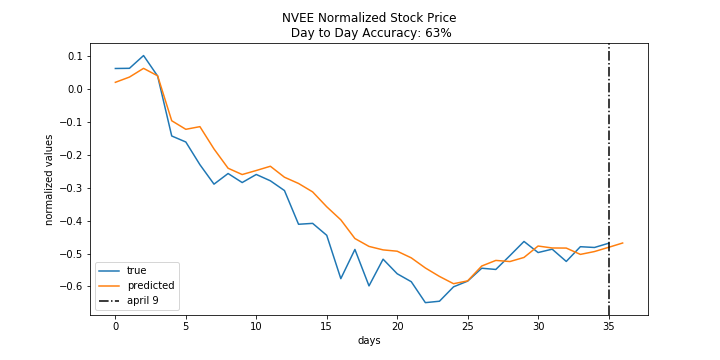 NVEE Normalized Stock Price
Day to Day Accuracy: 63%
0.1
0.0
−0.1
−0.2
−0.3
−0.4
−0.5
−0.6
normalized values
true
predicted
april 9
0 5 10 15 20 25 30 35
days